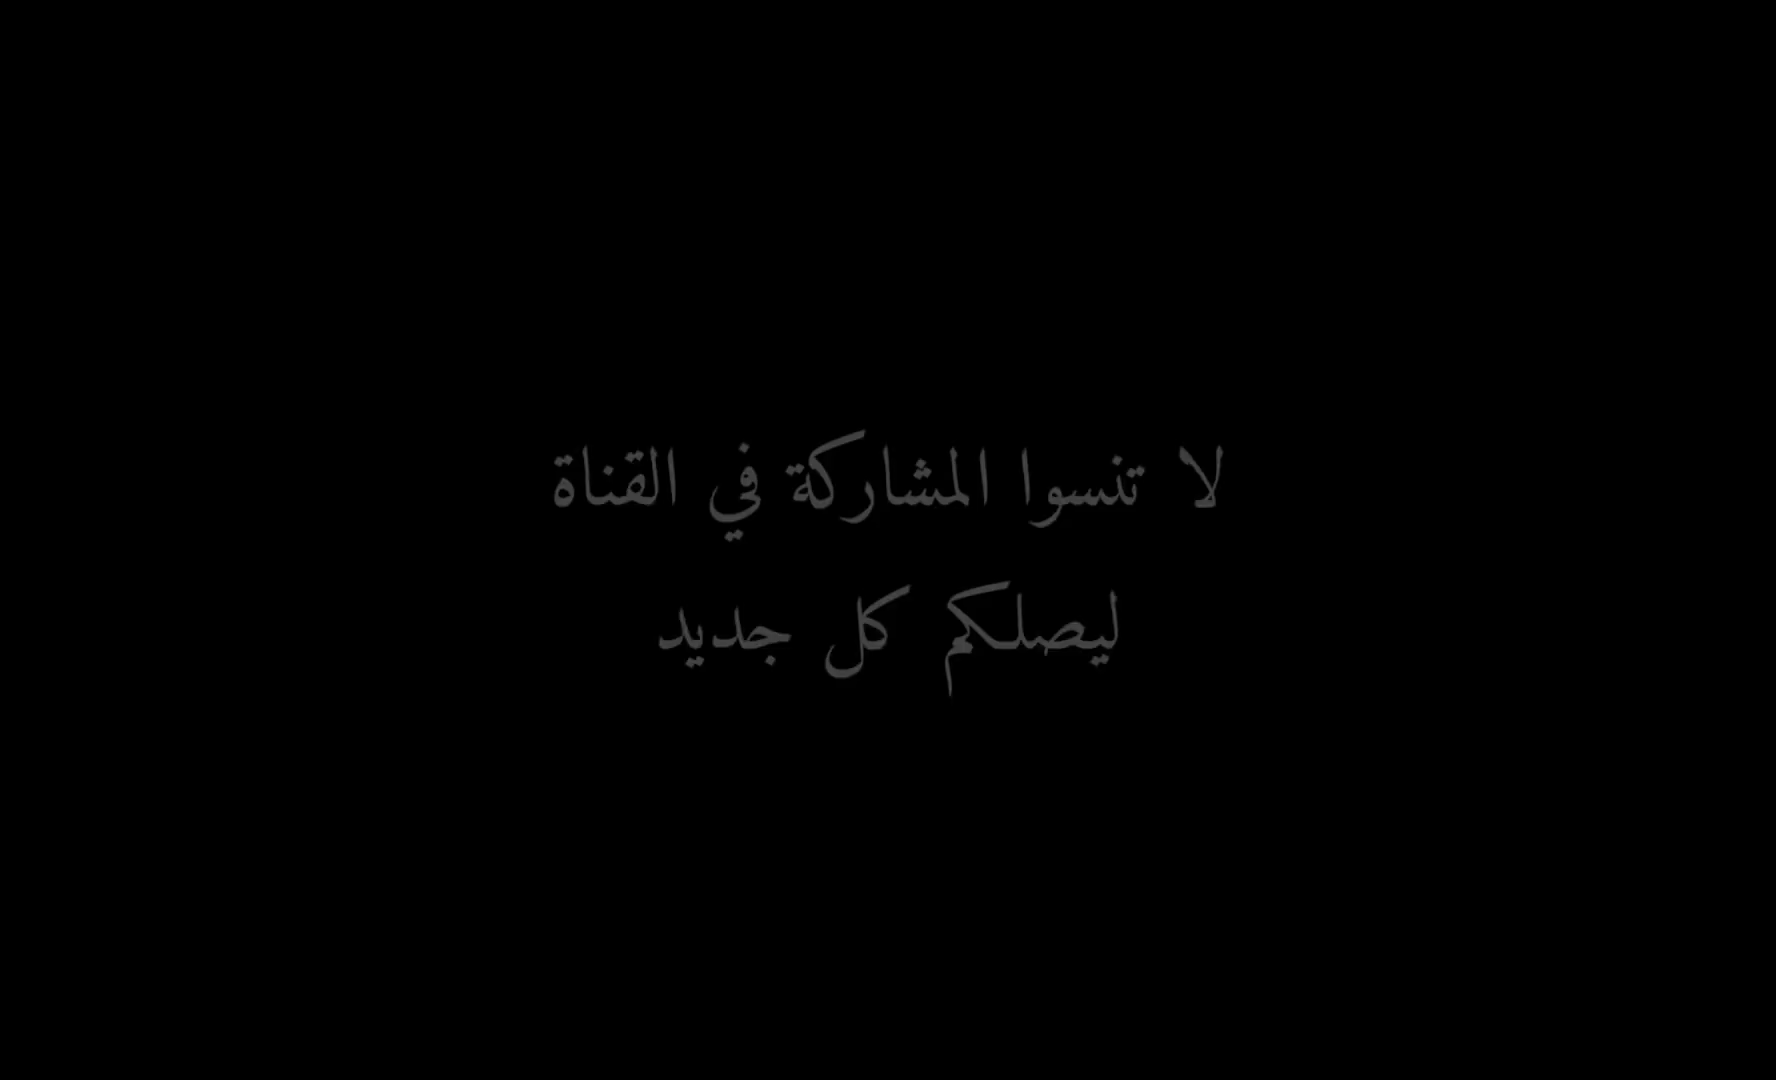 لا تنسوا المشاركة في القناة
ليصلكم كل جديد